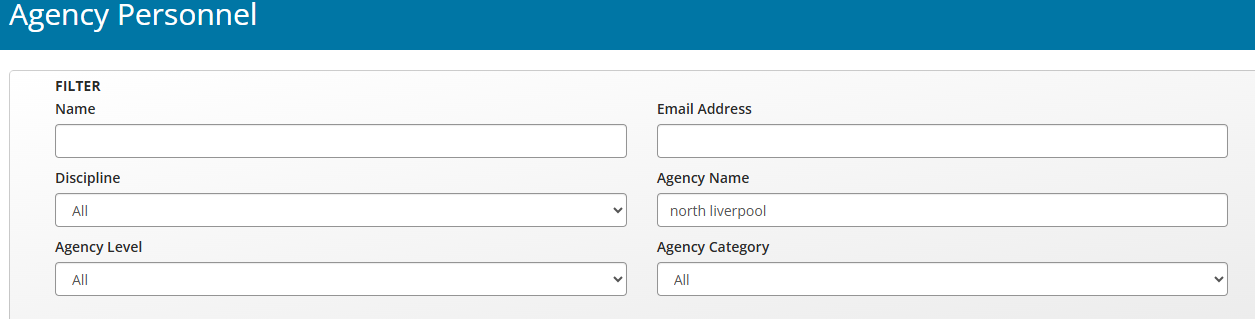 Agency Personnel
FILTER
Name
Email Address
Discipline
Agency Name
All
north liverpool
Agency Level
Agency Category
All
All